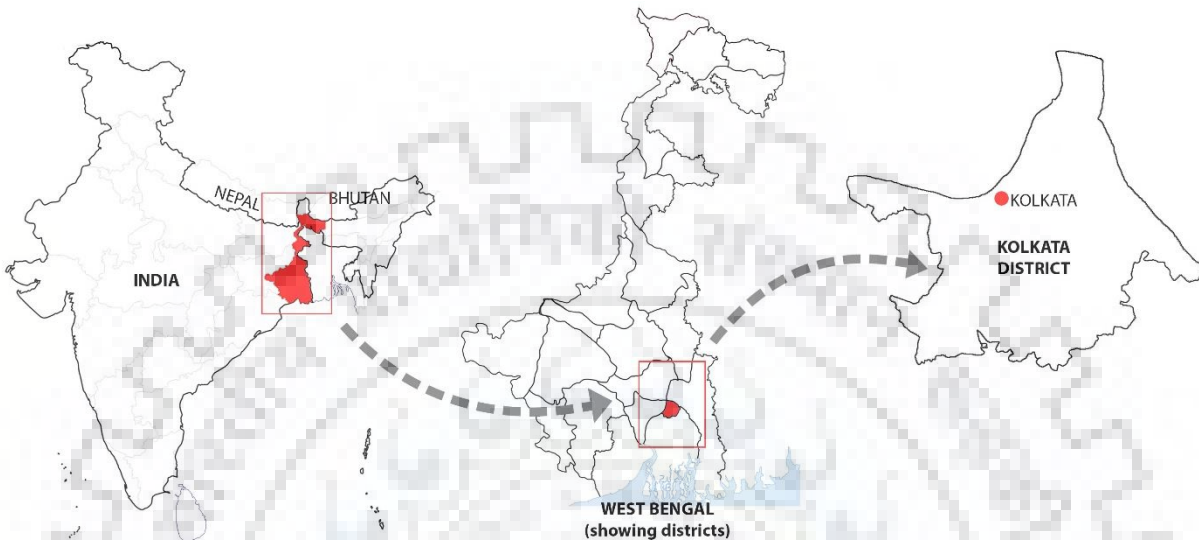 NEPAL
BHUTAN
INDIA
KOLKATA
KOLKATA
DISTRICT
WEST BENGAL
(showing districts)